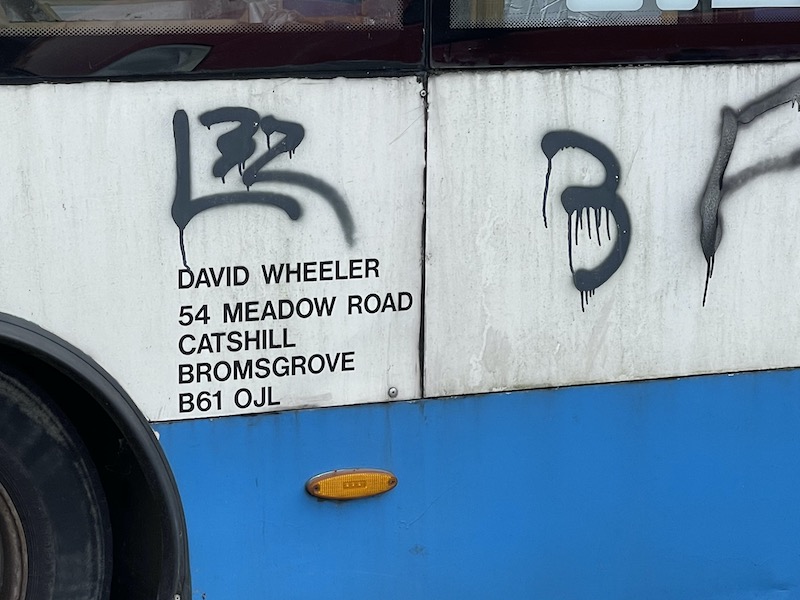 DAVID WHEELER
54 MEADOW ROAD
CATSHILL
BROMSGROVE
B61 OJL
B